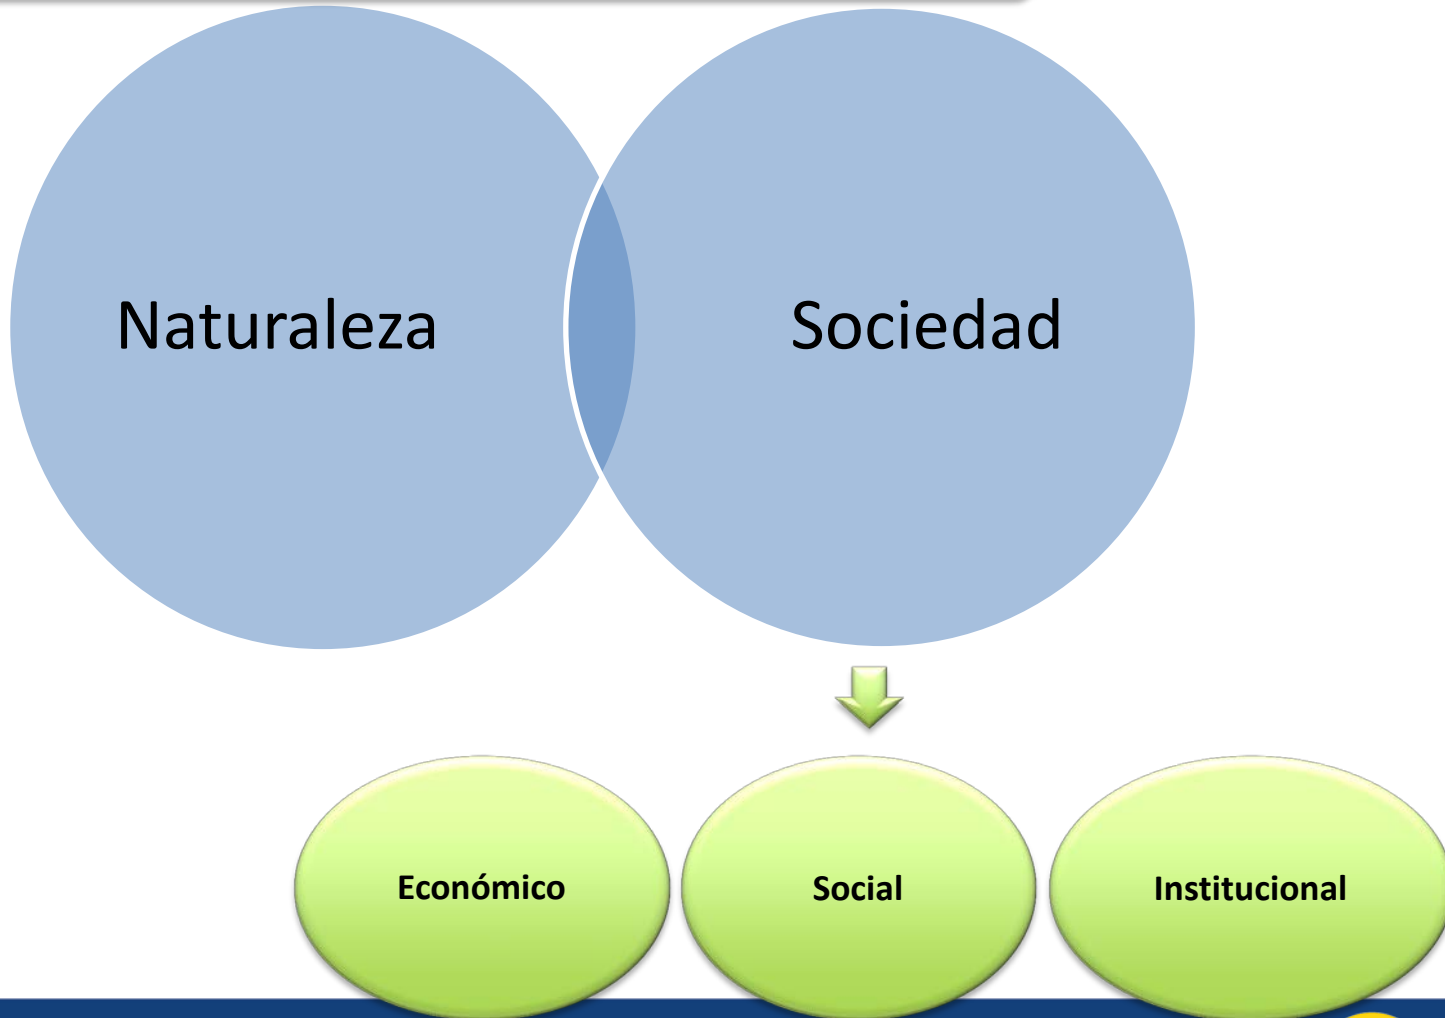 Naturaleza
Sociedad
Económico
Social
Institucional